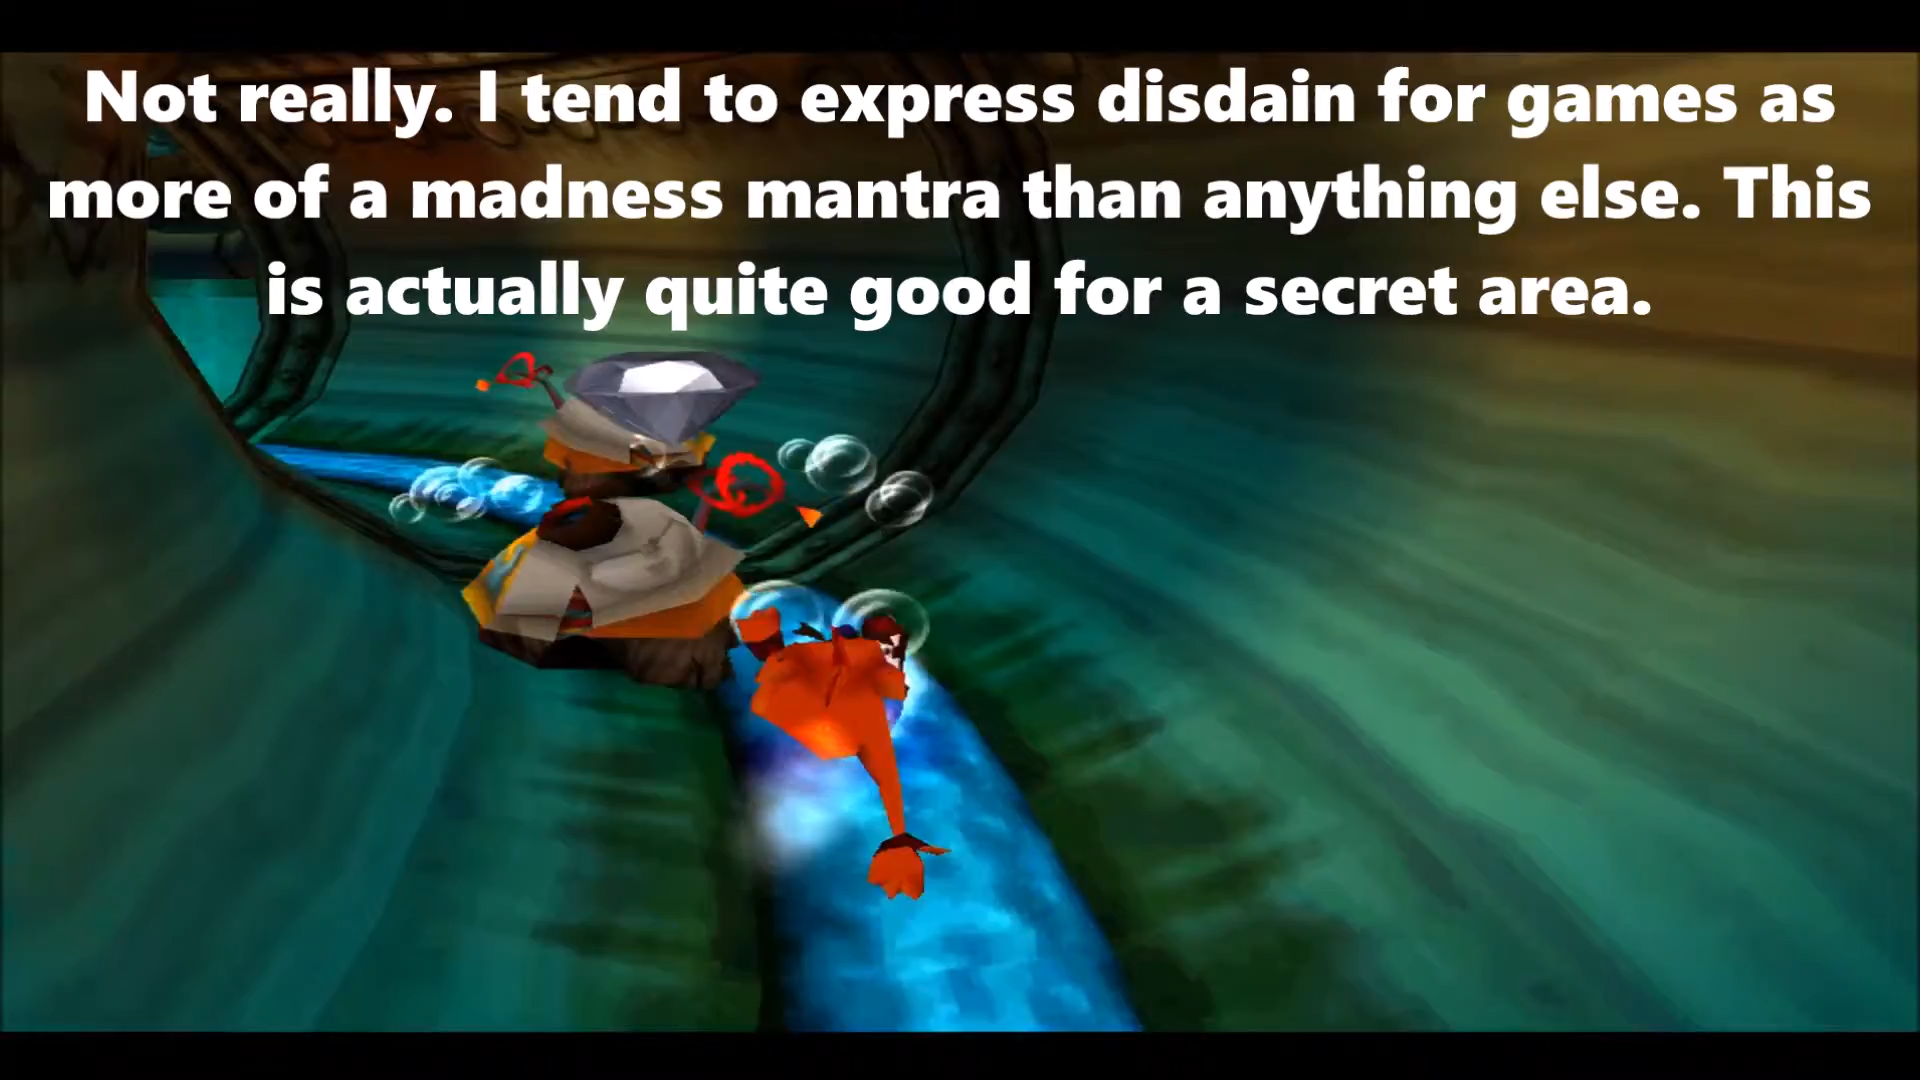 Not really. I tend to express disdain for games as
more of a madness mantra than anything else. This
is actually quite good for a secret area.